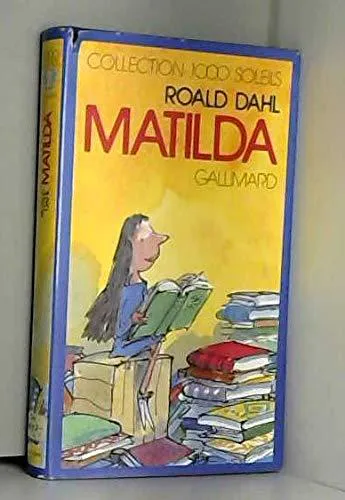 COLLECTION 1000 SOLEILS
ROALD DAHL
MATILDA
GALLIMARD
MATILDA